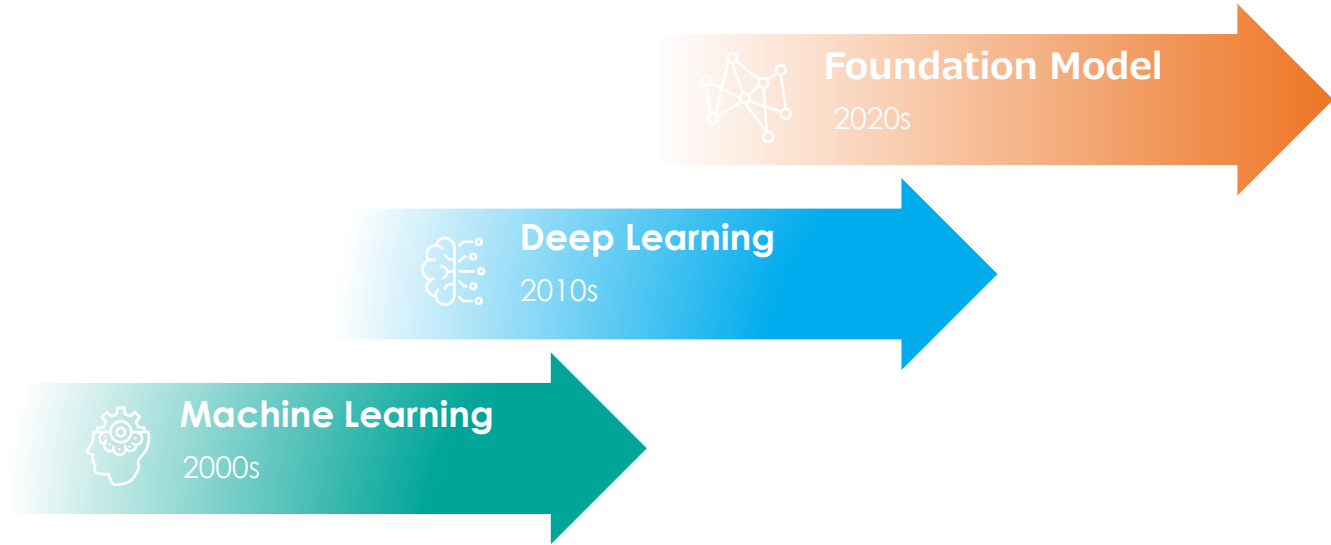 Foundation Model
2020s
Deep Learning
2010s
Machine Learning
2000s